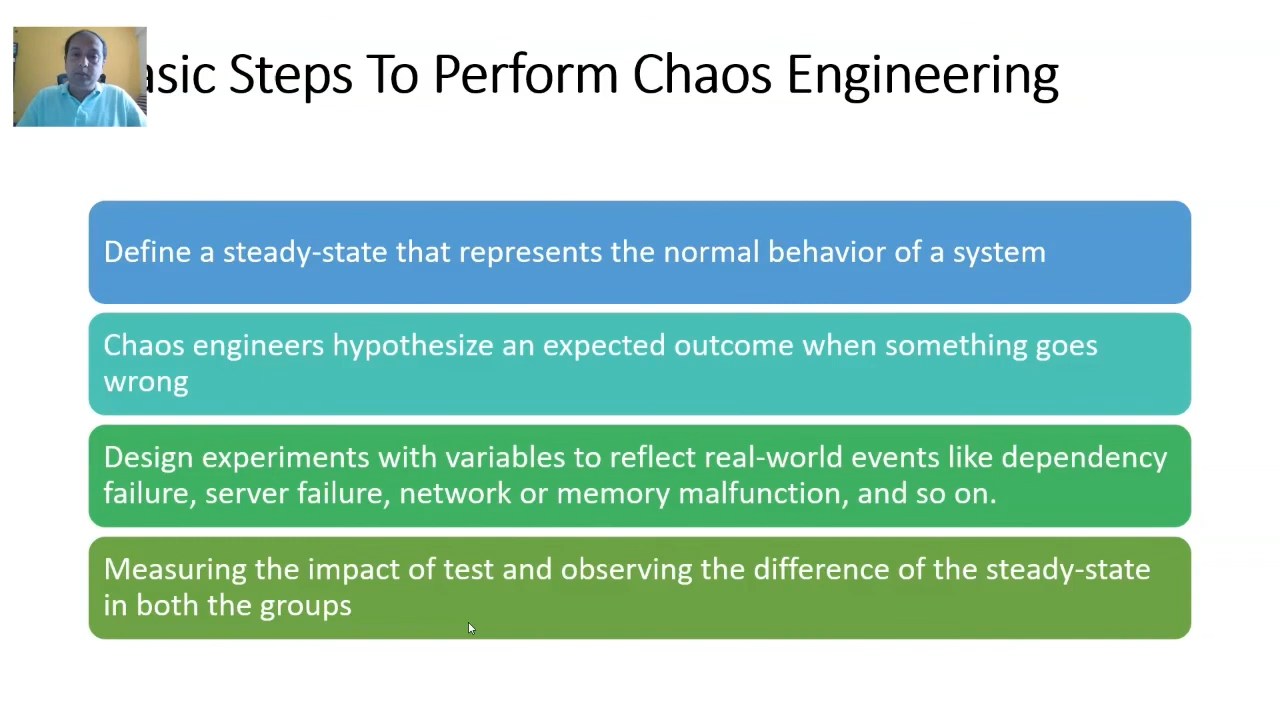 asic Steps To Perform Chaos Engineering
Define a steady-state that represents the normal behavior of a system
Chaos engineers hypothesize an expected outcome when something goes
wrong
Design experiments with variables to reflect real-world events like dependency
failure, server failure, network or memory malfunction, and so on.
Measuring the impact of test and observing the difference of the steady-state
in both the groups